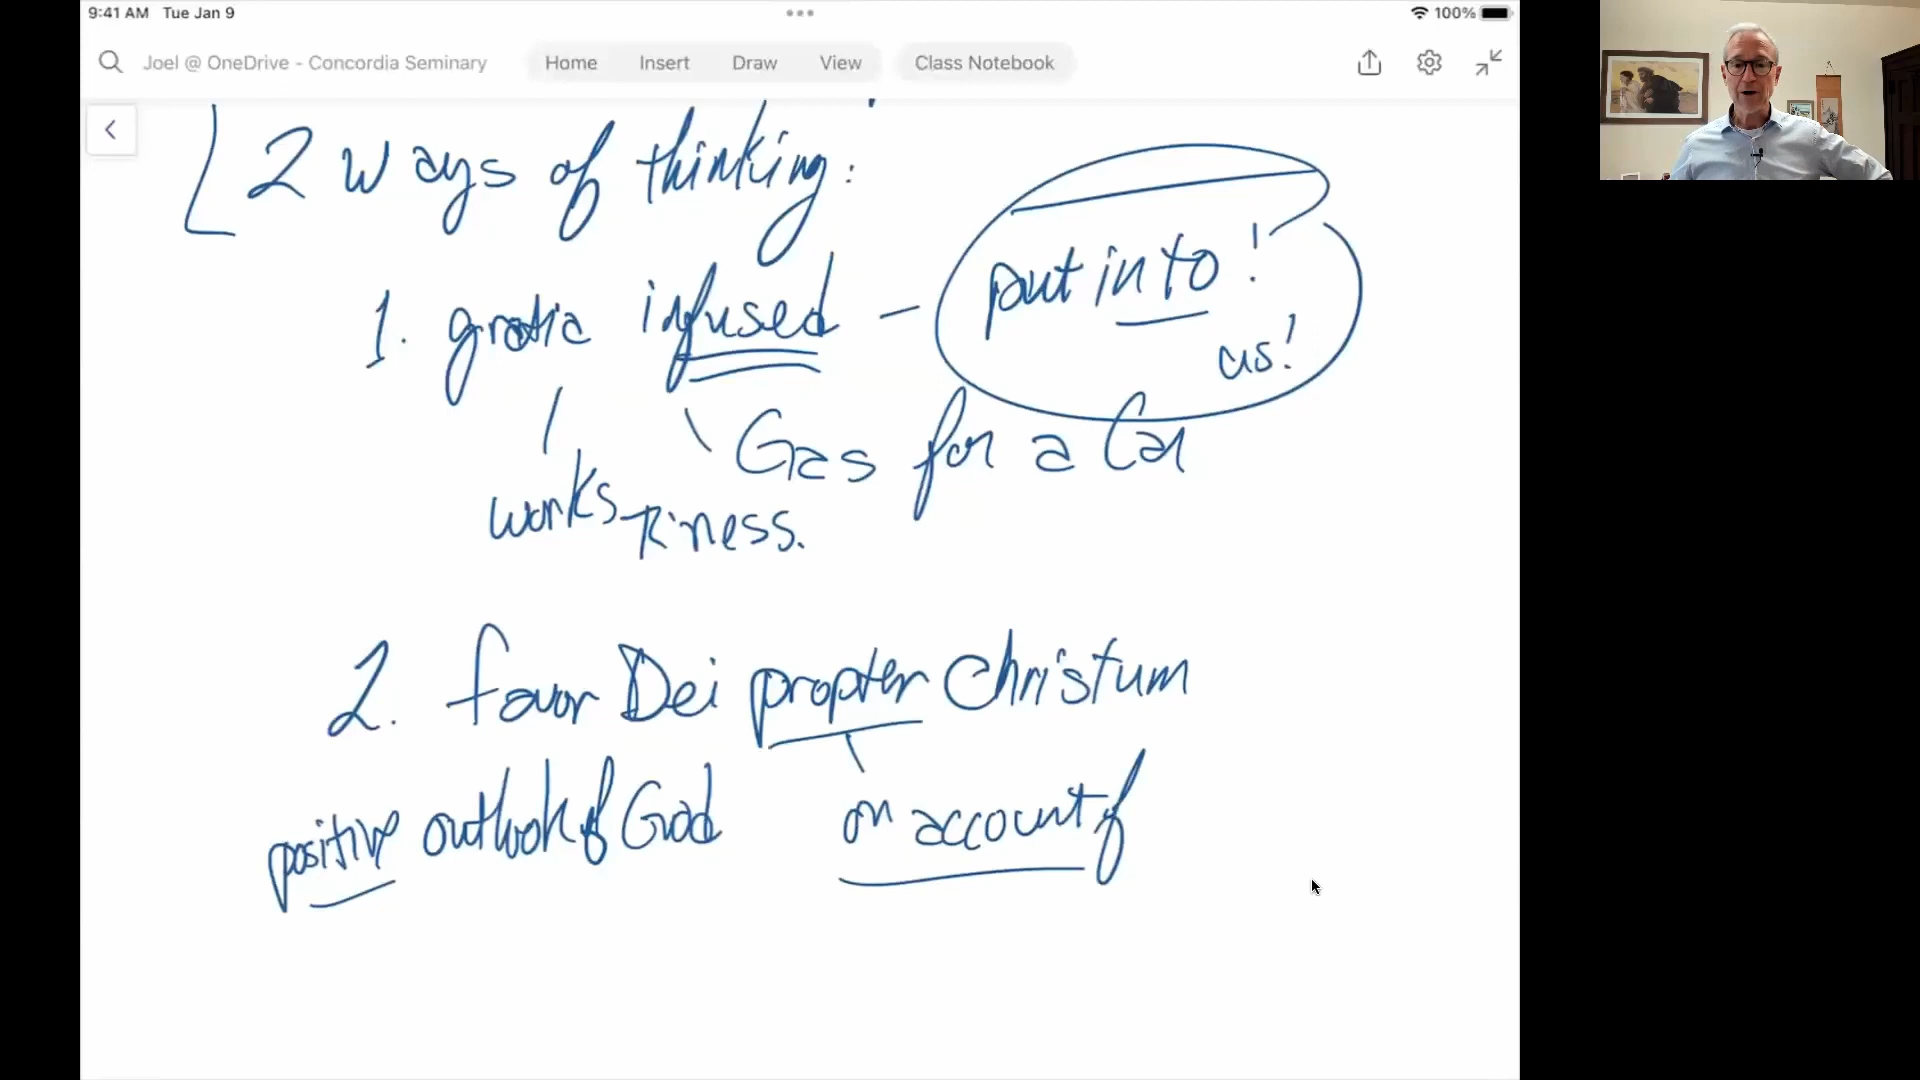 9:41 AM Tue Jan 9
100%
Joel @ OneDrive - Concordia Seminary
Home Insert Draw View Class Notebook
2 Ways of thinking:
put into!
us!
1. gratia infused –
Gas for a Car
works
2. favor Dei propter Christum
positive outlook of God
on account of